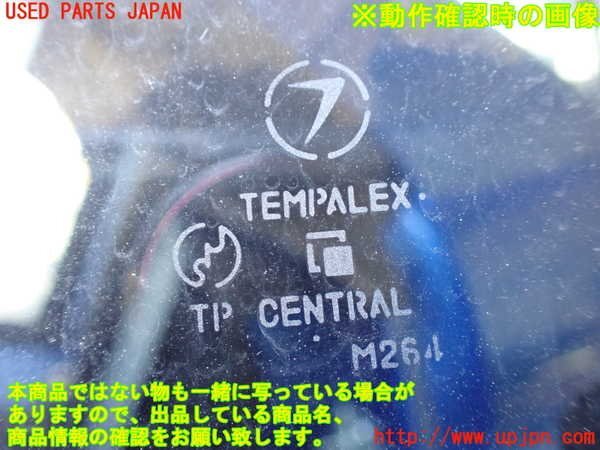 USED PARTS JAPAN
※動作確認時の画像
TEMPALEX
TP CENTRAL
M264
本商品ではない物も一緒に写っている場合が
ありますので、出品している商品名、
商品情報の確認をお願い致します。
http://www.upjpn.com/